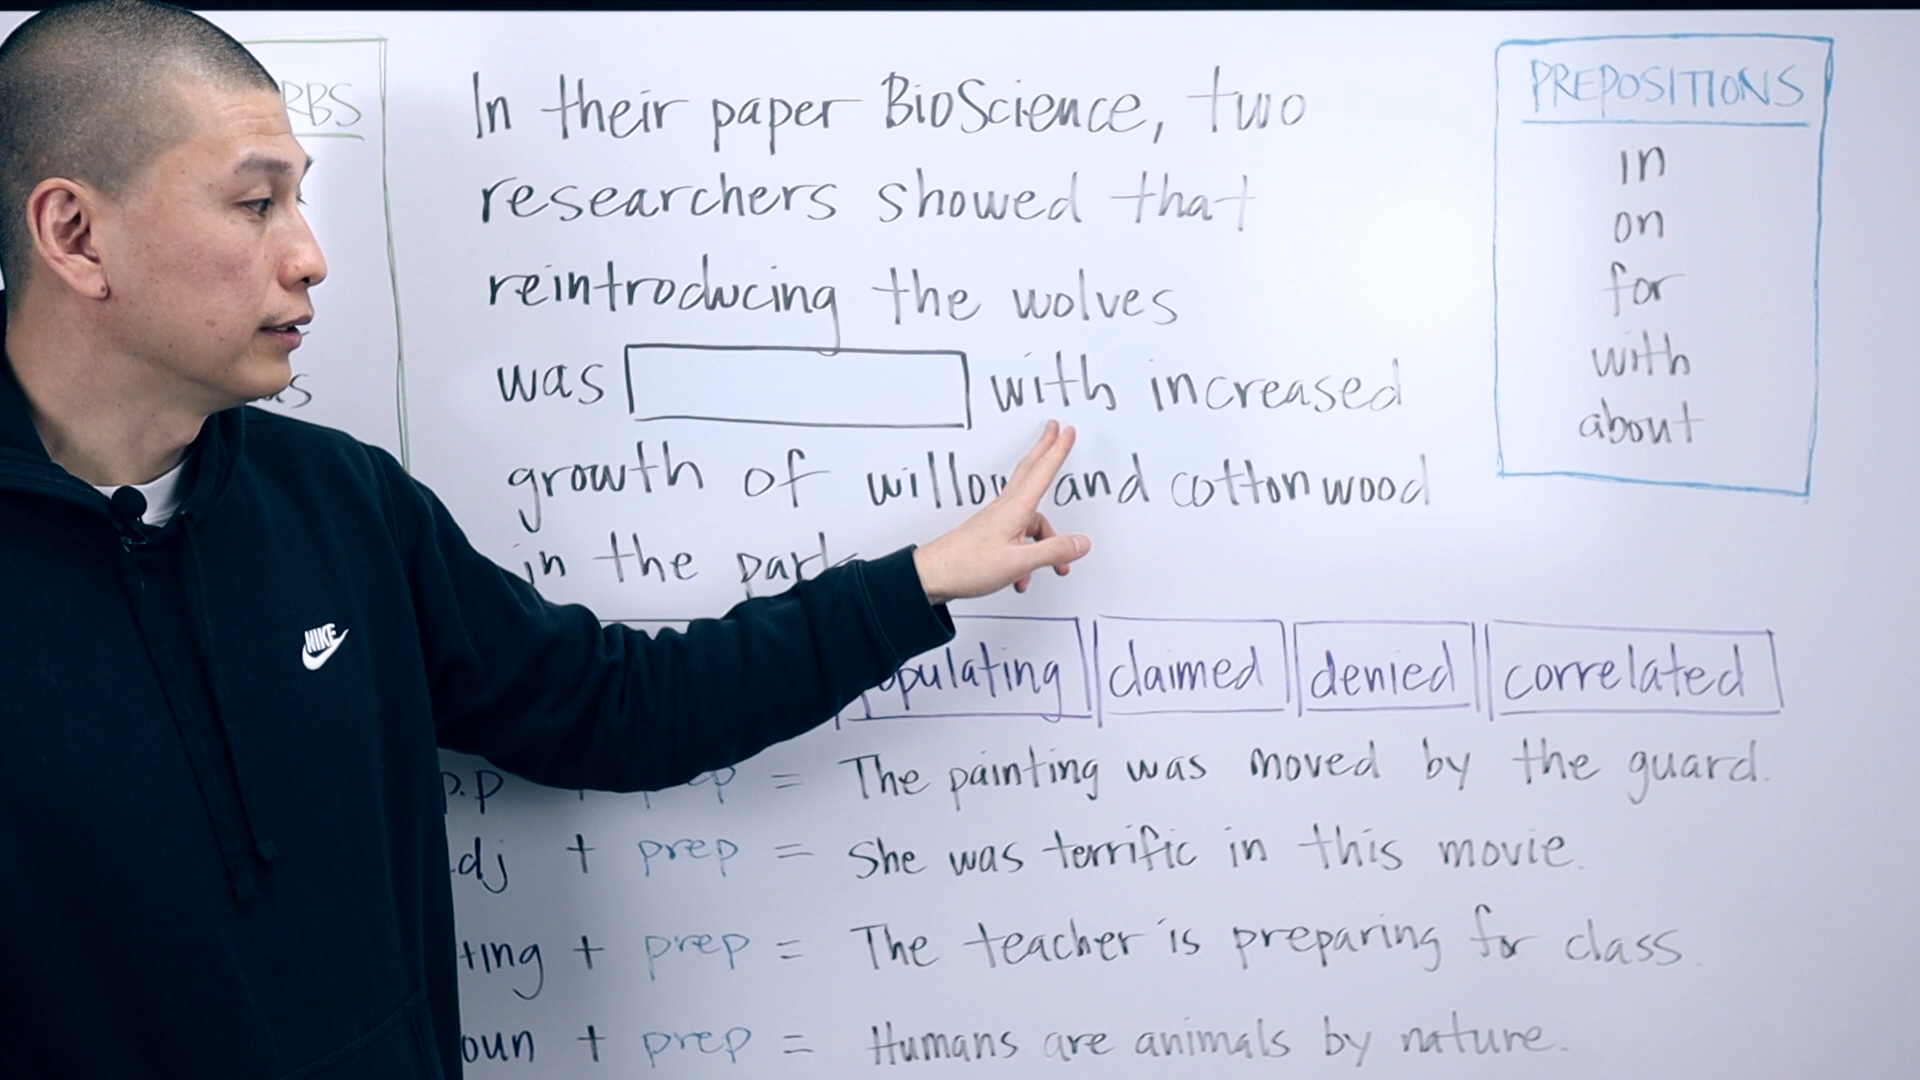 RBS
In their paper BioScience, two
researchers showed that
reintroducing the wolves
was with increased
growth of willow and cottonwood
in the park
PREPOSITIONS
in
on
for
with
about
NIKE
opulating claimed denied correlated
p.p + prep = The painting was moved by the guard.
dj + prep = She was terrific in this movie.
+ing + prep = The teacher is preparing for class.
oun + prep = Humans are animals by nature.